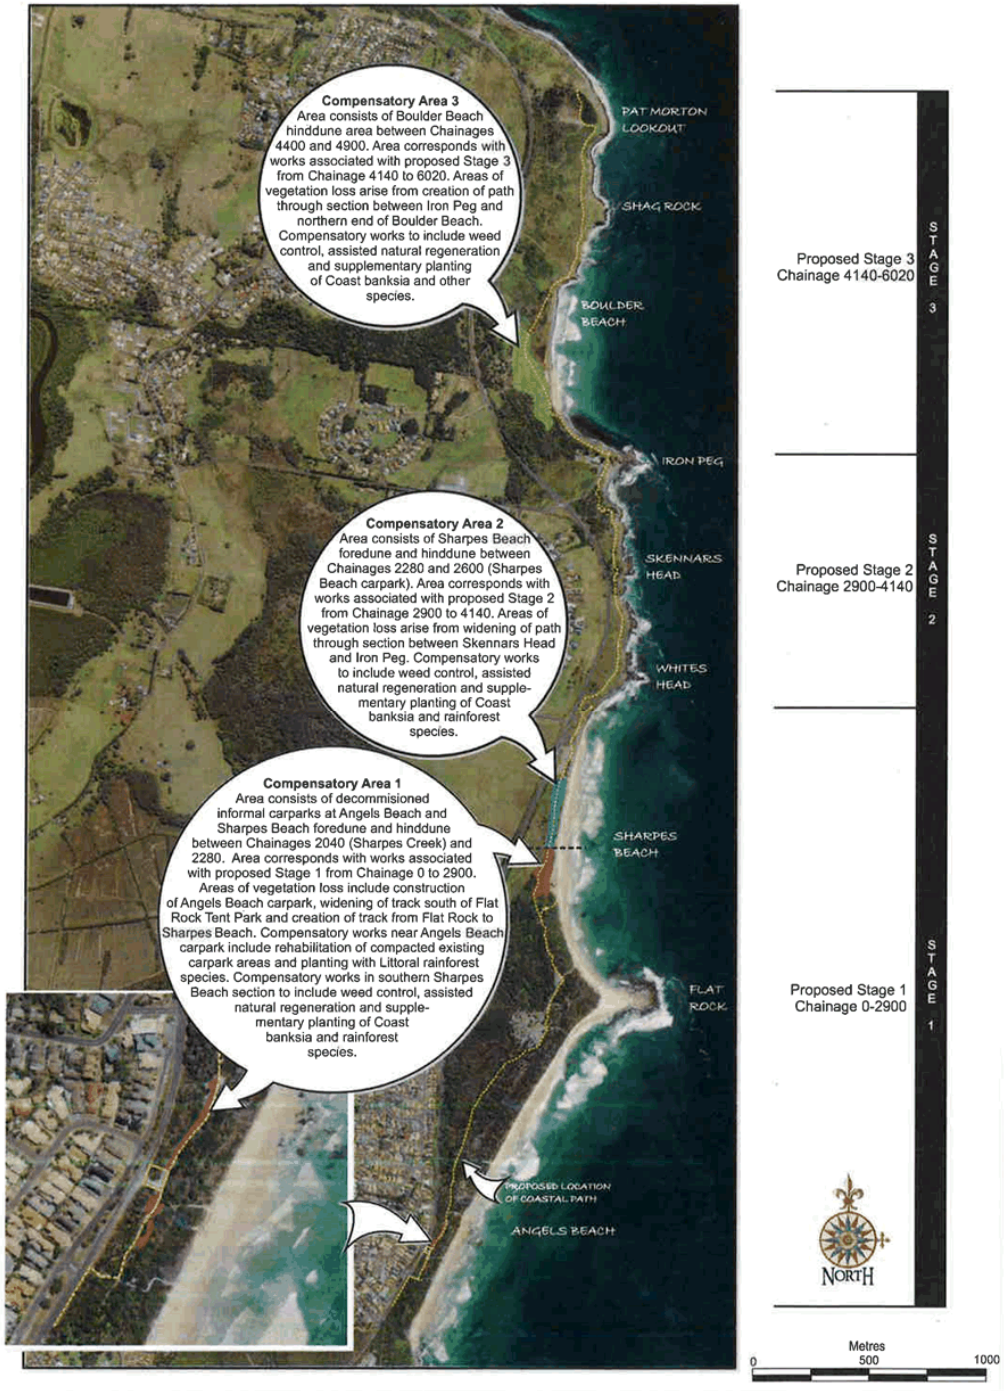 Compensatory Area 3
Area consists of Boulder Beach
hinddune area between Chainages
4400 and 4900. Area corresponds with
works associated with proposed Stage 3
from Chainage 4140 to 6020. Areas of
vegetation loss arise from creation of path
through section between Iron Peg and
northern end of Boulder Beach.
Compensatory works to include weed
control, assisted natural regeneration
and supplementary planting
of Coast banksia and other
species.
PAT MORTON
LOOKOUT
SHAG ROCK
BOULDER
BEACH
IRON PEG
Compensatory Area 2
Area consists of Sharpes Beach
foredune and hinddune between
Chainages 2280 and 2600 (Sharpes
Beach carpark). Area corresponds with
works associated with proposed Stage 2
from Chainage 2900 to 4140. Areas of
vegetation loss arise from widening of path
through section between Skennars Head
and Iron Peg. Compensatory works
to include weed control, assisted
natural regeneration and supple-
mentary planting of Coast
banksia and rainforest
species.
SKENNARS
HEAD
WHITES
HEAD
Compensatory Area 1
Area consists of decommisioned
informal carparks at Angels Beach and
Sharpes Beach foredune and hinddune
between Chainages 2040 (Sharpes Creek) and
2280. Area corresponds with works associated
with proposed Stage 1 from Chainage 0 to 2900.
Areas of vegetation loss include construction
of Angels Beach carpark, widening of track south of Flat
Rock Tent Park and creation of track from Flat Rock to
Sharpes Beach. Compensatory works near Angels Beach
carpark include rehabilitation of compacted existing
carpark areas and planting with Littoral rainforest
species. Compensatory works in southern Sharpes
Beach section to include weed control, assisted
natural regeneration and supple-
mentary planting of Coast
banksia and rainforest
species.
SHARPES
BEACH
FLAT
ROCK
PROPOSED LOCATION
OF COASTAL PATH
ANGELS BEACH
Proposed Stage 3
Chainage 4140-6020
STAGE 3
Proposed Stage 2
Chainage 2900-4140
STAGE 2
Proposed Stage 1
Chainage 0-2900
STAGE 1
NORTH
Metres
0 500 1000